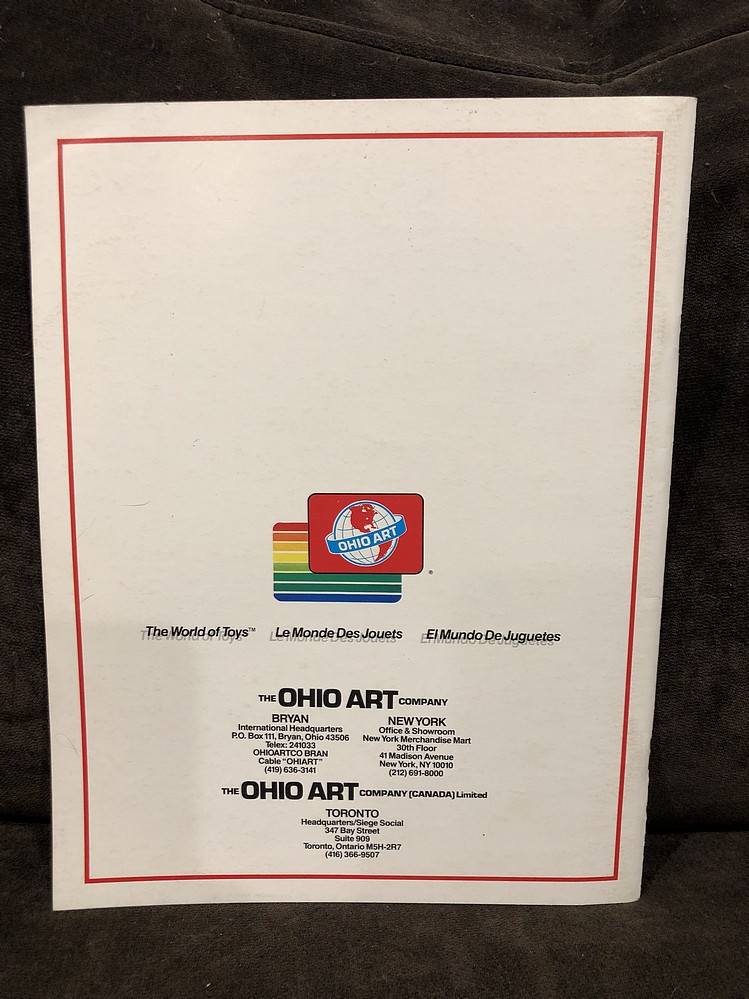 OHIO ART
®
The World of Toys™ Le Monde Des Jouets El Mundo De Juguetes
THE OHIO ART COMPANY
BRYAN
International Headquarters
P.O. Box 111, Bryan, Ohio 43506
Telex: 241033
OHIOARTCO BRAN
Cable "OHIART"
(419) 636-3141
NEW YORK
Office & Showroom
New York Merchandise Mart
30th Floor
41 Madison Avenue
New York, NY 10010
(212) 691-8000
THE OHIO ART COMPANY (CANADA) Limited
TORONTO
Headquarters/Siege Social
347 Bay Street
Suite 909
Toronto, Ontario M5H-2R7
(416) 366-9507